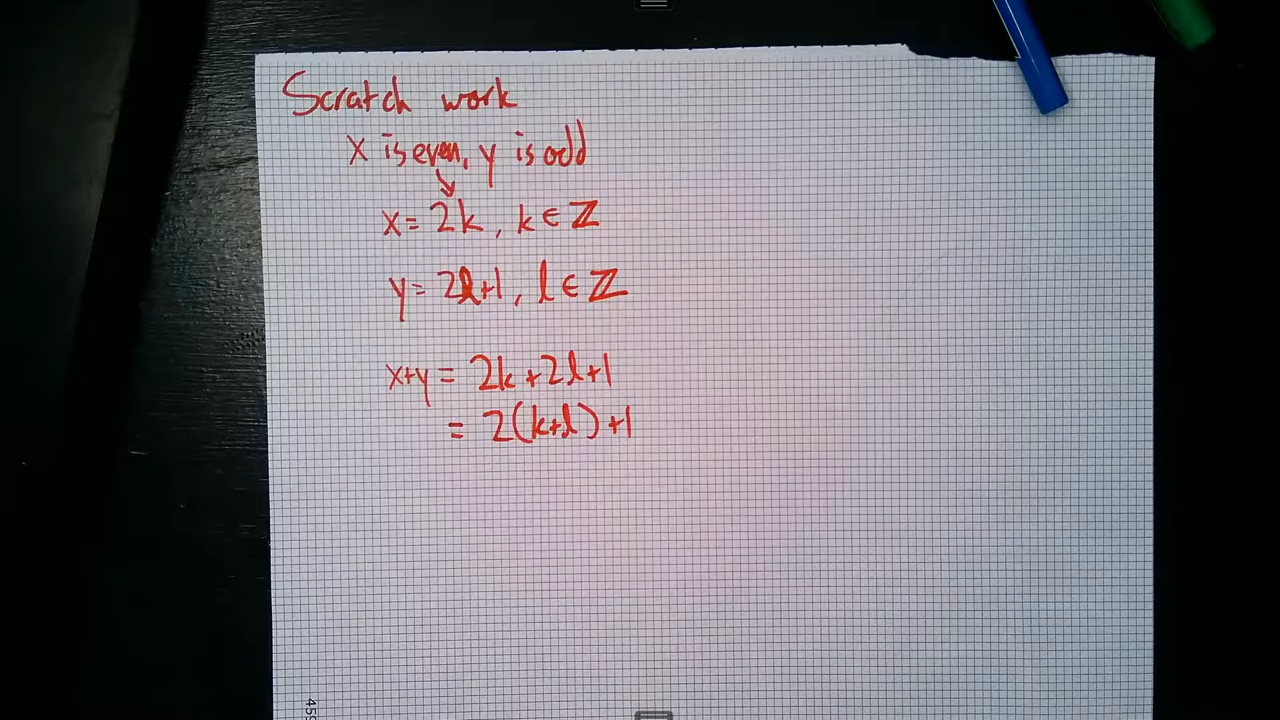 Scratch work
x is even, y is odd
x = 2k, k ∈ ℤ
y = 2l+1, l ∈ ℤ
x+y = 2k+2l+1
= 2(k+l)+1